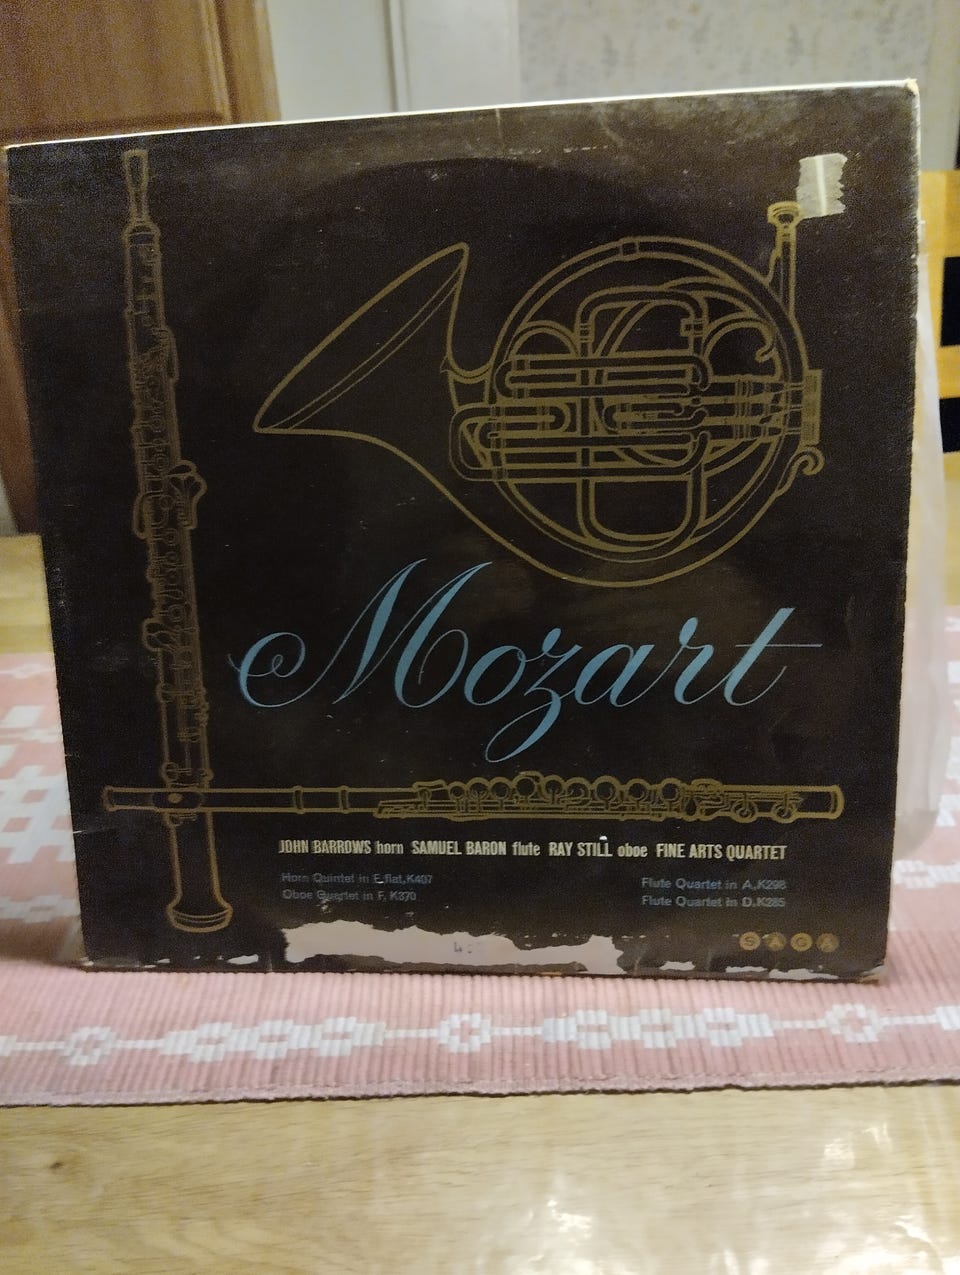 Mozart
JOHN BARROWS horn SAMUEL BARON flute RAY STILL oboe FINE ARTS QUARTET
Horn Quintet in E flat, K407
Oboe Quartet in F, K370
Flute Quartet in A, K298
Flute Quartet in D, K285
SAGA